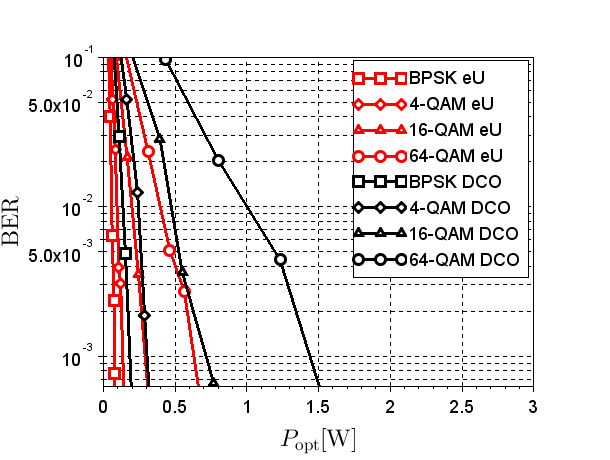 10^-1
5.0x10^-2
10^-2
5.0x10^-3
10^-3
BER
BPSK eU
4-QAM eU
16-QAM eU
64-QAM eU
BPSK DCO
4-QAM DCO
16-QAM DCO
64-QAM DCO
0 0.5 1 1.5 2 2.5 3
P_opt[W]